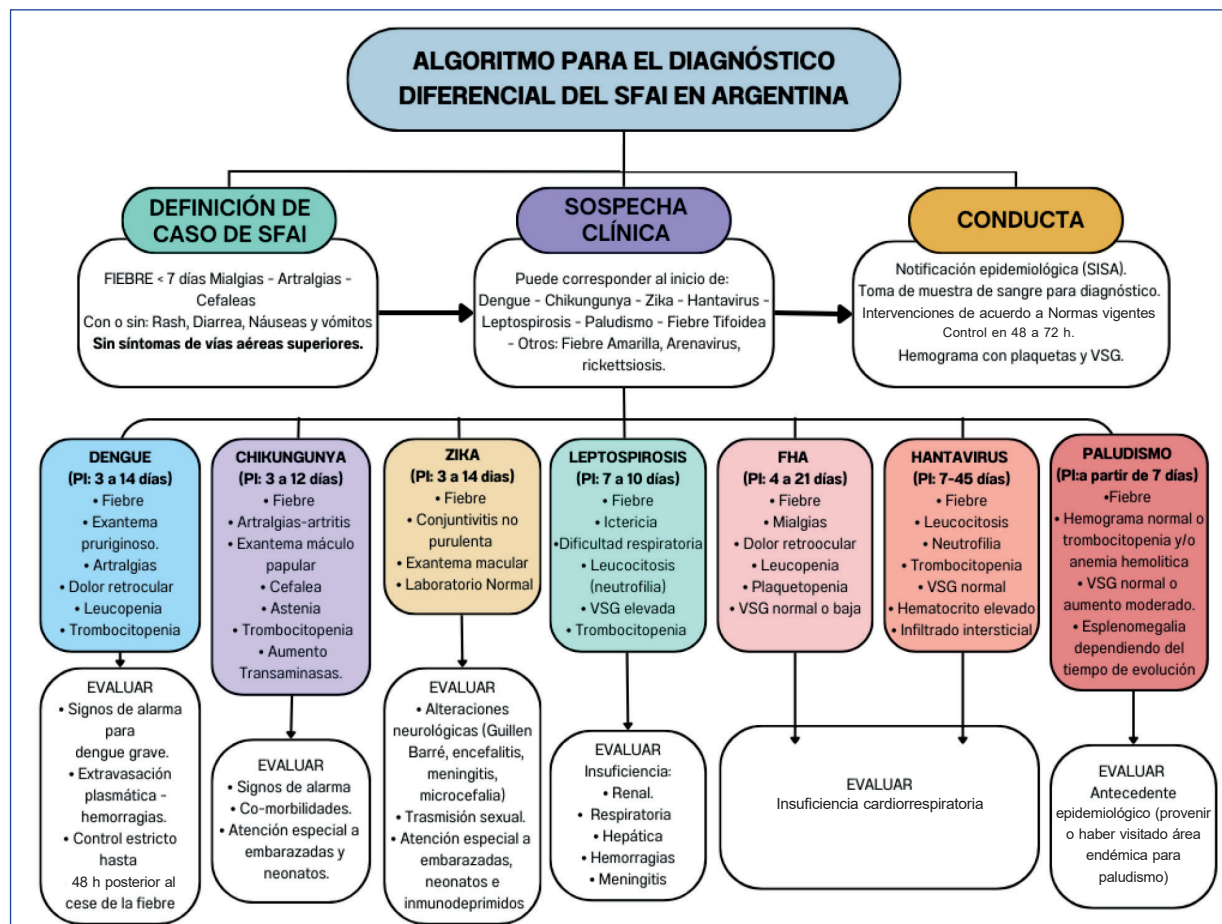 ALGORITMO PARA EL DIAGNÓSTICO
DIFERENCIAL DEL SFAI EN ARGENTINA
DEFINICIÓN DE
CASO DE SFAI
FIEBRE < 7 días Mialgias - Artralgias -
Cefaleas
Con o sin: Rash, Diarrea, Náuseas y vómitos
Sin síntomas de vías aéreas superiores.
SOSPECHA
CLÍNICA
Puede corresponder al inicio de:
Dengue - Chikungunya - Zika - Hantavirus -
Leptospirosis - Paludismo - Fiebre Tifoidea
- Otros: Fiebre Amarilla, Arenavirus,
rickettsiosis.
CONDUCTA
Notificación epidemiológica (SISA).
Toma de muestra de sangre para diagnóstico.
Intervenciones de acuerdo a Normas vigentes
Control en 48 a 72 h.
Hemograma con plaquetas y VSG.
DENGUE
(PI: 3 a 14 días)
• Fiebre
• Exantema
pruriginoso.
• Artralgias
• Dolor retrocular
• Leucopenia
• Trombocitopenia
EVALUAR
• Signos de alarma
para
dengue grave.
• Extravasación
plasmática -
hemorragias.
• Control estricto
hasta
48 h posterior al
cese de la fiebre
CHIKUNGUNYA
(PI: 3 a 12 días)
• Fiebre
• Artralgias-artritis
• Exantema máculo
papular
• Cefalea
• Astenia
• Trombocitopenia
• Aumento
Transaminasas.
EVALUAR
• Signos de alarma
• Co-morbilidades.
• Atención especial a
embarazadas y
neonatos.
ZIKA
(PI: 3 a 14 dias)
• Fiebre
• Conjuntivitis no
purulenta
• Exantema macular
• Laboratorio Normal
EVALUAR
• Alteraciones
neurológicas (Guillen
Barré, encefalitis,
meningitis,
microcefalia)
• Trasmisión sexual.
• Atención especial a
embarazadas,
neonatos e
inmunodeprimidos
LEPTOSPIROSIS
(PI: 7 a 10 días)
• Fiebre
• Ictericia
•Dificultad respiratoria
• Leucocitosis
(neutrofilia)
• VSG elevada
• Trombocitopenia
EVALUAR
Insuficiencia:
• Renal.
• Respiratoria
• Hepática
• Hemorragias
• Meningitis
FHA
(PI: 4 a 21 días)
• Fiebre
• Mialgias
• Dolor retroocular
• Leucopenia
• Plaquetopenia
• VSG normal o baja
HANTAVIRUS
(PI: 7-45 días)
• Fiebre
• Leucocitosis
• Neutrofilia
• Trombocitopenia
• VSG normal
• Hematocrito elevado
• Infiltrado intersticial
EVALUAR
Insuficiencia cardiorrespiratoria
PALUDISMO
(PI:a partir de 7 días)
•Fiebre
• Hemograma normal o
trombocitopenia y/o
anemia hemolitica
• VSG normal o
aumento moderado.
• Esplenomegalia
dependiendo del
tiempo de evolución
EVALUAR
Antecedente
epidemiológico (provenir
o haber visitado área
endémica para
paludismo)